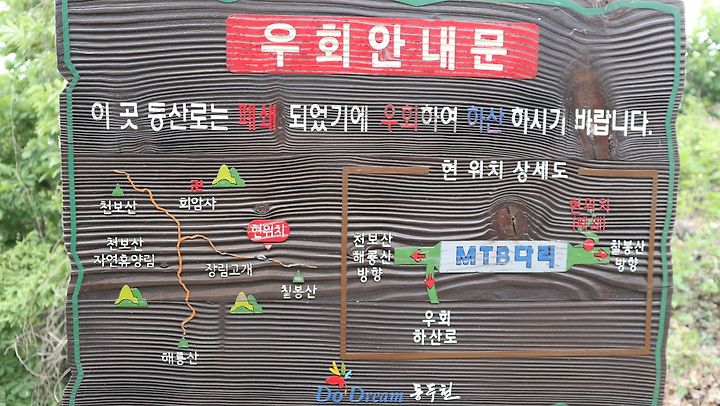 우회안내문
이 곳 등산로는 폐쇄 되었기에 우회하여 하산 하시기 바랍니다.
천보산
회암사
현위치
천보산
자연휴양림
장림고개
칠봉산
해룡산
현 위치 상세도
현위치
(폐쇄)
천보산
해룡산
방향
MTB다리
칠봉산
방향
우회
하산로
Do Dream 동두천